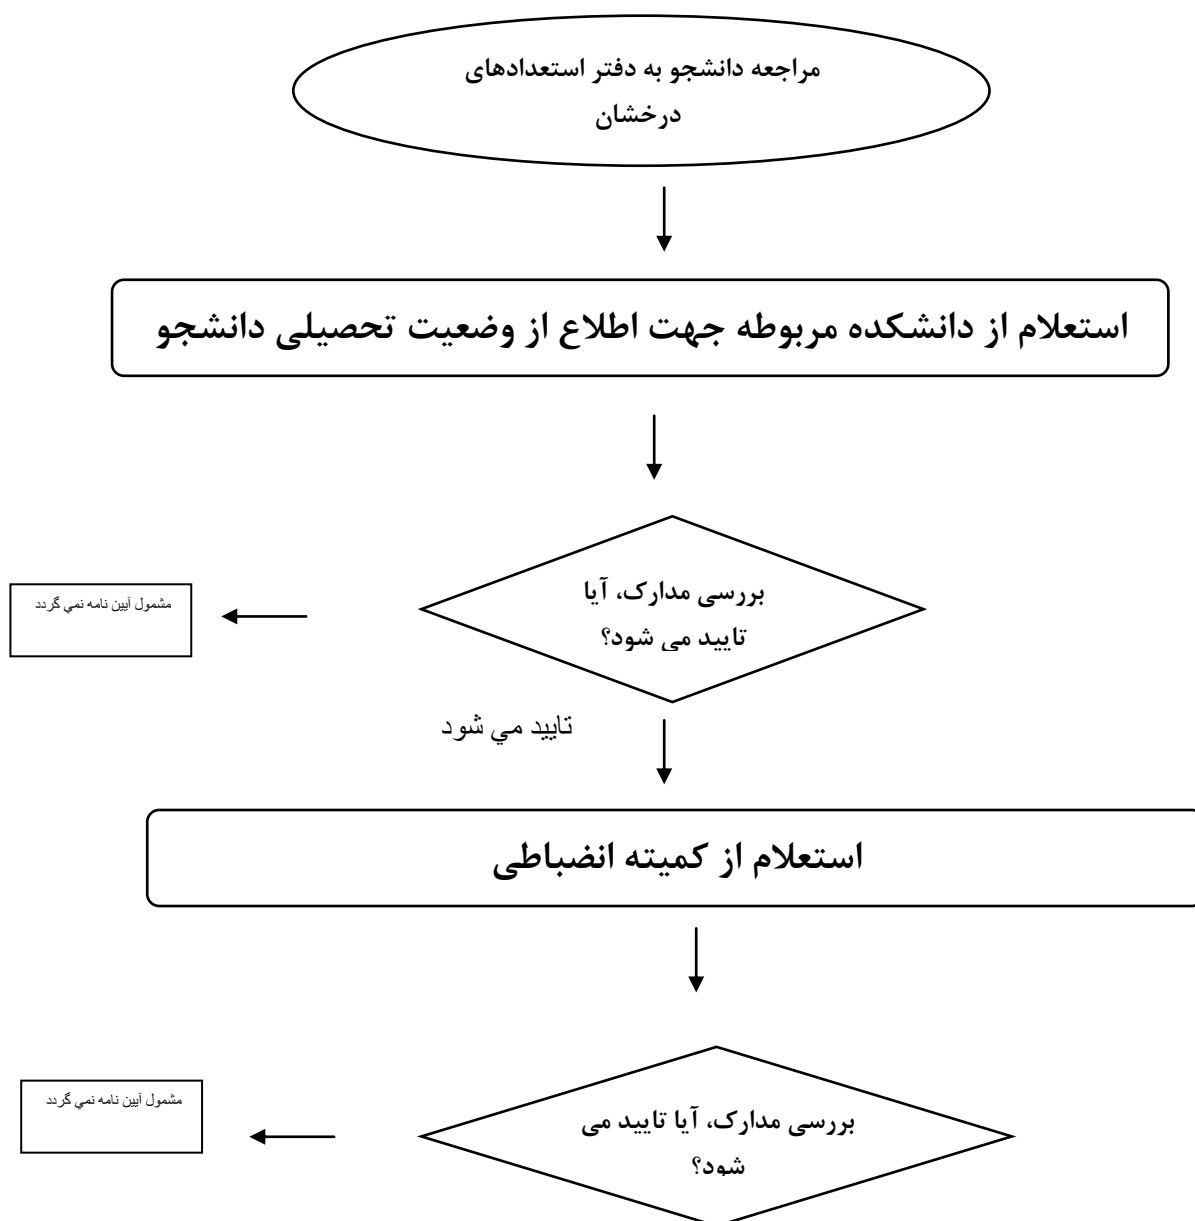 مراجعه دانشجو به دفتر استعدادهای
درخشان
استعلام از دانشکده مربوطه جهت اطلاع از وضعیت تحصیلی دانشجو
بررسی مدارک، آیا
تایید می شود؟
مشمول آيين نامه نمي گردد
تاييد مي شود
استعلام از کمیته انضباطی
بررسی مدارک، آیا تایید می
شود؟
مشمول آيين نامه نمي گردد